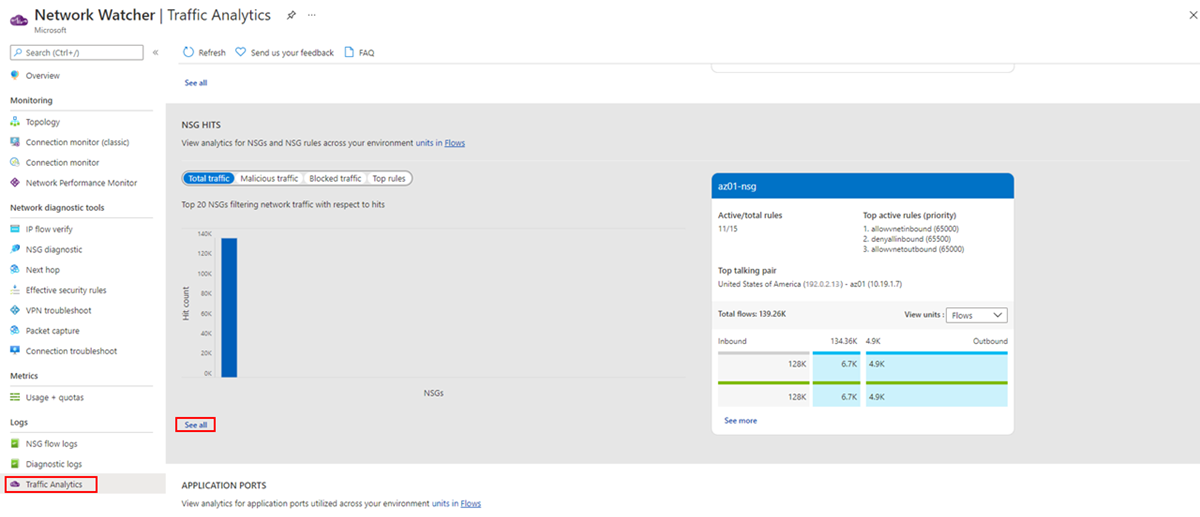 Network Watcher | Traffic Analytics ...
Microsoft
Search (Ctrl+/) «
Overview
Monitoring
Topology
Connection monitor (classic)
Connection monitor
Network Performance Monitor
Network diagnostic tools
IP flow verify
NSG diagnostic
Next hop
Effective security rules
VPN troubleshoot
Packet capture
Connection troubleshoot
Metrics
Usage + quotas
Logs
NSG flow logs
Diagnostic logs
Traffic Analytics
Refresh Send us your feedback FAQ
See all
NSG HITS
View analytics for NSGs and NSG rules across your environment units in Flows
Total traffic Malicious traffic Blocked traffic Top rules
Top 20 NSGs filtering network traffic with respect to hits
Hit count
140K
120K
100K
80K
60K
40K
20K
0K
NSGs
See all
az01-nsg
Active/total rules
11/15
Top active rules (priority)
1. allowvnetinbound (65000)
2. denyallinbound (65500)
3. allowvnetoutbound (65000)
Top talking pair
United States of America (192.0.2.13) - az01 (10.19.1.7)
Total flows: 139.26K View units : Flows
Inbound 134.36K 4.9K Outbound
128K 6.7K 4.9K
128K 6.7K 4.9K
See more
APPLICATION PORTS
View analytics for application ports utilized across your environment units in Flows